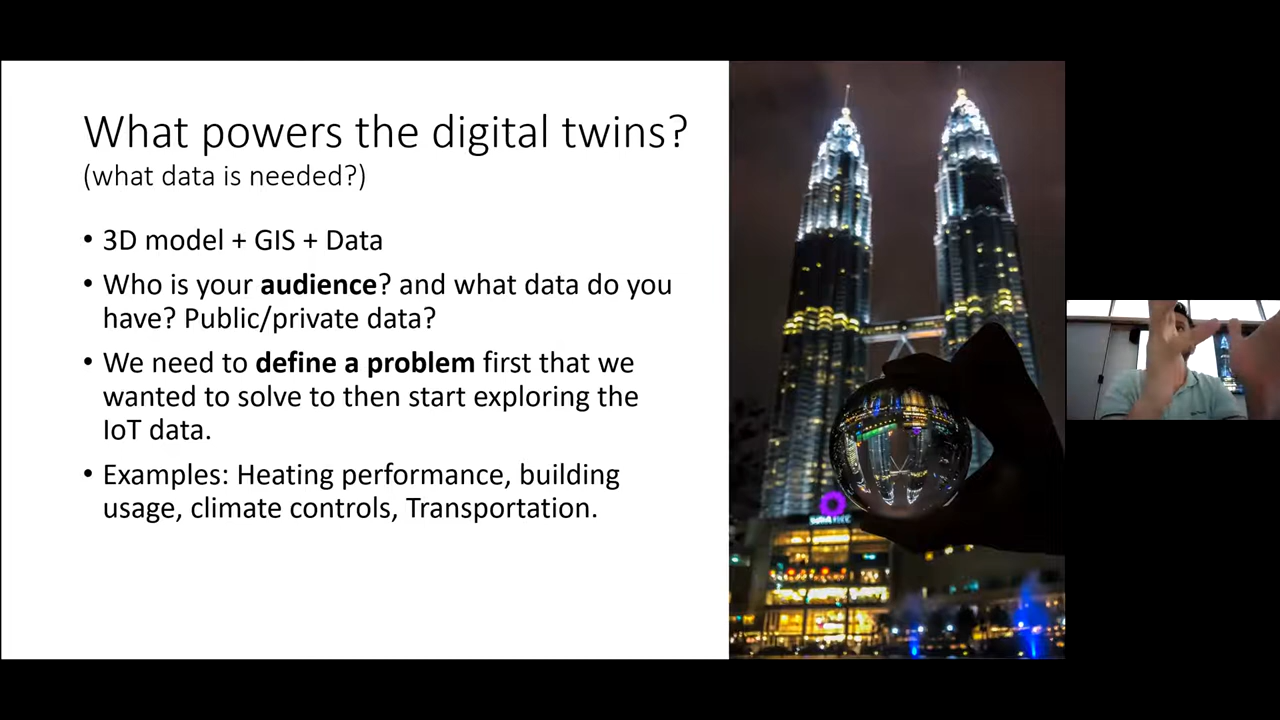 What powers the digital twins?
(what data is needed?)
• 3D model + GIS + Data
• Who is your audience? and what data do you
have? Public/private data?
• We need to define a problem first that we
wanted to solve to then start exploring the
IoT data.
• Examples: Heating performance, building
usage, climate controls, Transportation.